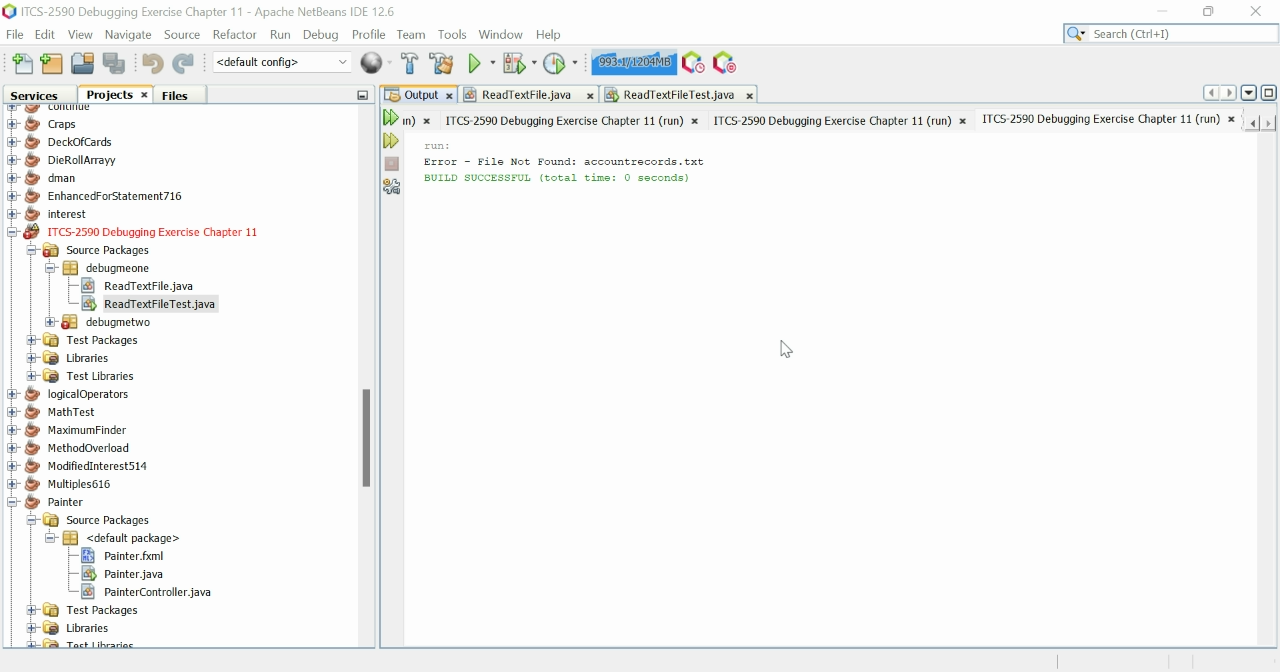 ITCS-2590 Debugging Exercise Chapter 11 - Apache NetBeans IDE 12.6
File Edit View Navigate Source Refactor Run Debug Profile Team Tools Window Help
Search (Ctrl+I)
<default config>
993.1/1204MB
Services Projects Files
Output ReadTextFile.java ReadTextFileTest.java
n) ITCS-2590 Debugging Exercise Chapter 11 (run) ITCS-2590 Debugging Exercise Chapter 11 (run) ITCS-2590 Debugging Exercise Chapter 11 (run)
run:
Error - File Not Found: accountrecords.txt
BUILD SUCCESSFUL (total time: 0 seconds)
continue
Craps
DeckOfCards
DieRollArrayy
dman
EnhancedForStatement716
interest
ITCS-2590 Debugging Exercise Chapter 11
Source Packages
debugmeone
ReadTextFile.java
ReadTextFileTest.java
debugmetwo
Test Packages
Libraries
Test Libraries
logicalOperators
MathTest
MaximumFinder
MethodOverload
ModifiedInterest514
Multiples616
Painter
Source Packages
<default package>
Painter.fxml
Painter.java
PainterController.java
Test Packages
Libraries
Test Libraries